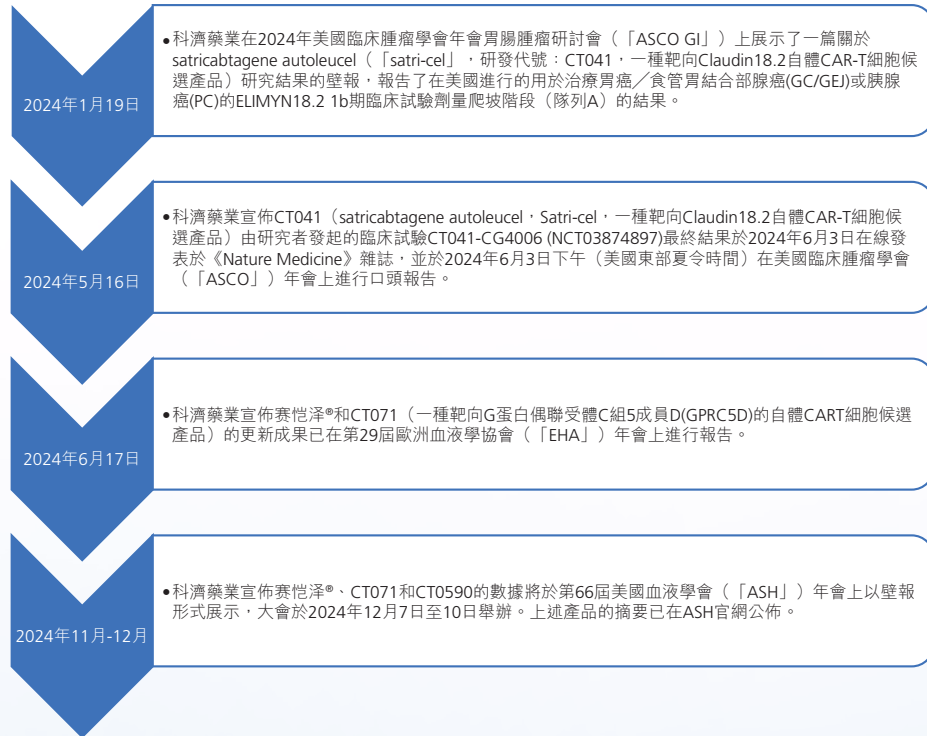 2024年1月19日
•科濟藥業在2024年美國臨床腫瘤學會年會胃腸腫瘤研討會（「ASCO GI」）上展示了一篇關於
satricabtagene autoleucel（「satri-cel」，研發代號：CT041，一種靶向Claudin18.2自體CAR-T細胞候
選產品）研究結果的壁報，報告了在美國進行的用於治療胃癌／食管胃結合部腺癌(GC/GEJ)或胰腺
癌(PC)的ELIMYN18.2 1b期臨床試驗劑量爬坡階段（隊列A）的結果。
2024年5月16日
•科濟藥業宣佈CT041（satricabtagene autoleucel，Satri-cel，一種靶向Claudin18.2自體CAR-T細胞候
選產品）由研究者發起的臨床試驗CT041-CG4006 (NCT03874897)最終結果於2024年6月3日在線發
表於《Nature Medicine》雜誌，並於2024年6月3日下午（美國東部夏令時間）在美國臨床腫瘤學會
（「ASCO」）年會上進行口頭報告。
2024年6月17日
•科濟藥業宣佈赛恺泽®和CT071（一種靶向G蛋白偶聯受體C組5成員D(GPRC5D)的自體CART細胞候選
產品）的更新成果已在第29屆歐洲血液學協會（「EHA」）年會上進行報告。
2024年11月-12月
•科濟藥業宣佈赛恺泽®、CT071和CT0590的數據將於第66屆美國血液學會（「ASH」）年會上以壁報
形式展示，大會於2024年12月7日至10日舉辦。上述產品的摘要已在ASH官網公佈。